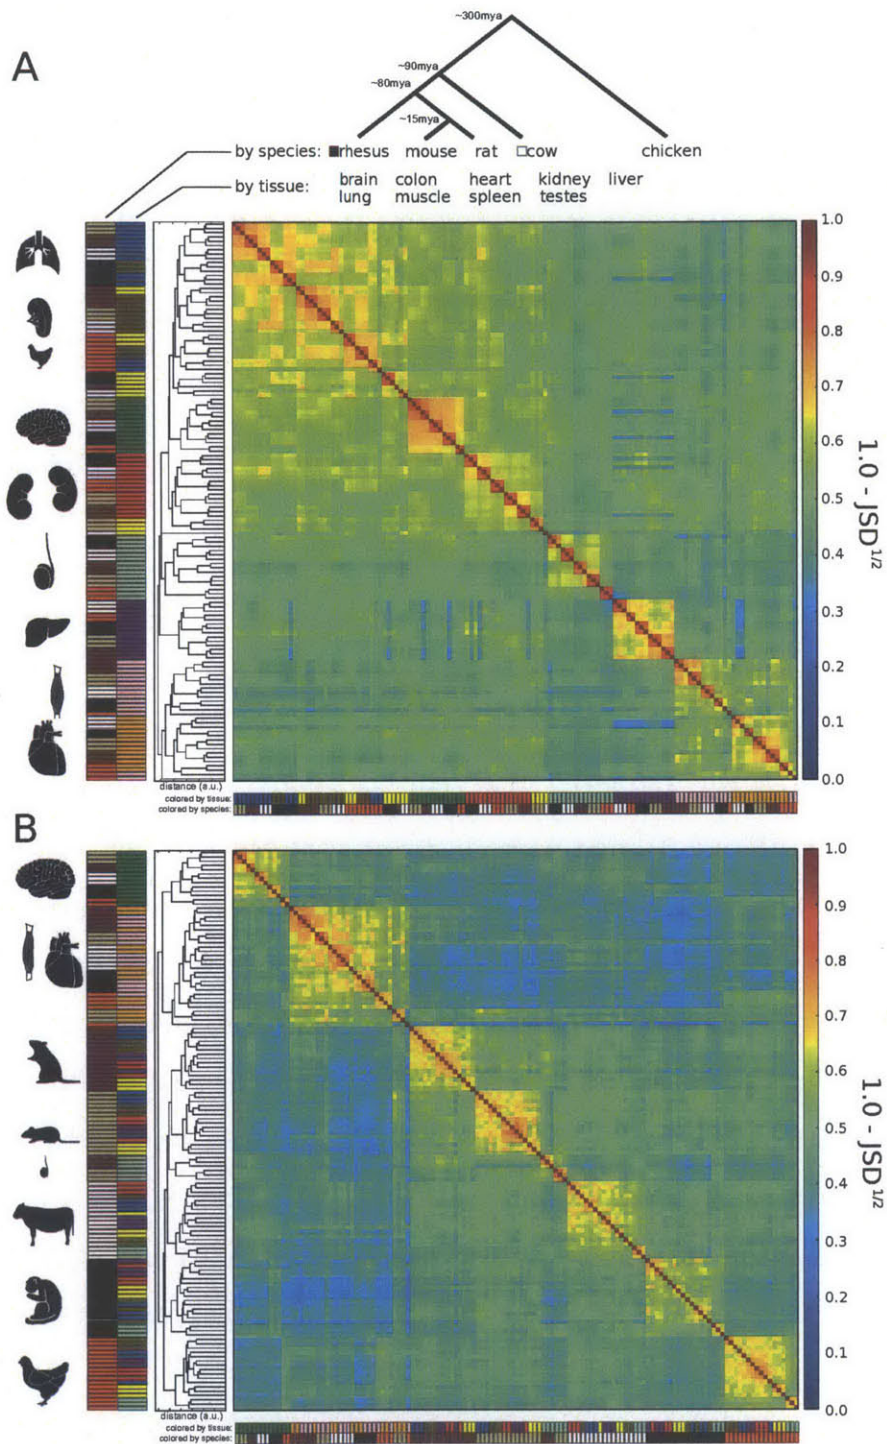 A
~300mya
~90mya
~80mya
~15mya
by species: rhesus mouse rat cow chicken
by tissue: brain colon heart kidney liver
lung muscle spleen testes
1.0
0.9
0.8
0.7
0.6
0.5
0.4
0.3
0.2
0.1
0.0
1.0 - JSD1/2
distance (a.u.)
colored by tissue:
colored by species:
B
1.0
0.9
0.8
0.7
0.6
0.5
0.4
0.3
0.2
0.1
0.0
1.0 - JSD1/2
distance (a.u.)
colored by tissue:
colored by species: